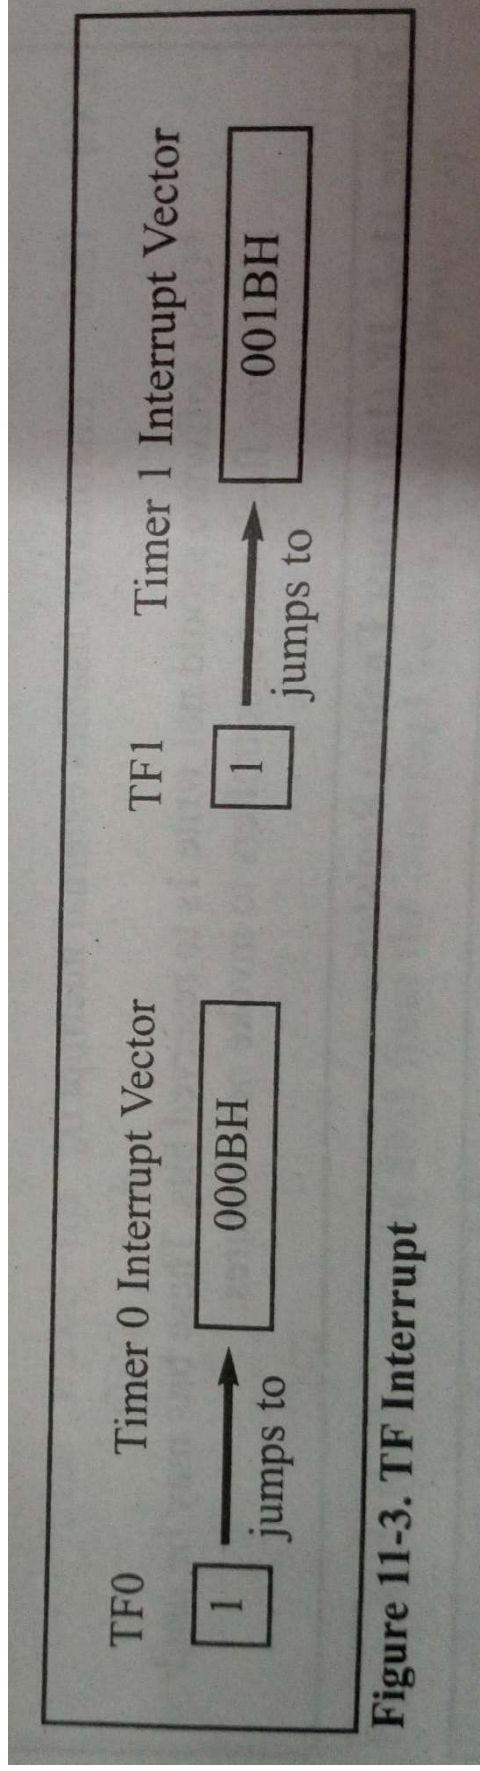 TF0 Timer 0 Interrupt Vector TF1 Timer 1 Interrupt Vector
1 000BH 1 001BH
jumps to jumps to
Figure 11-3. TF Interrupt